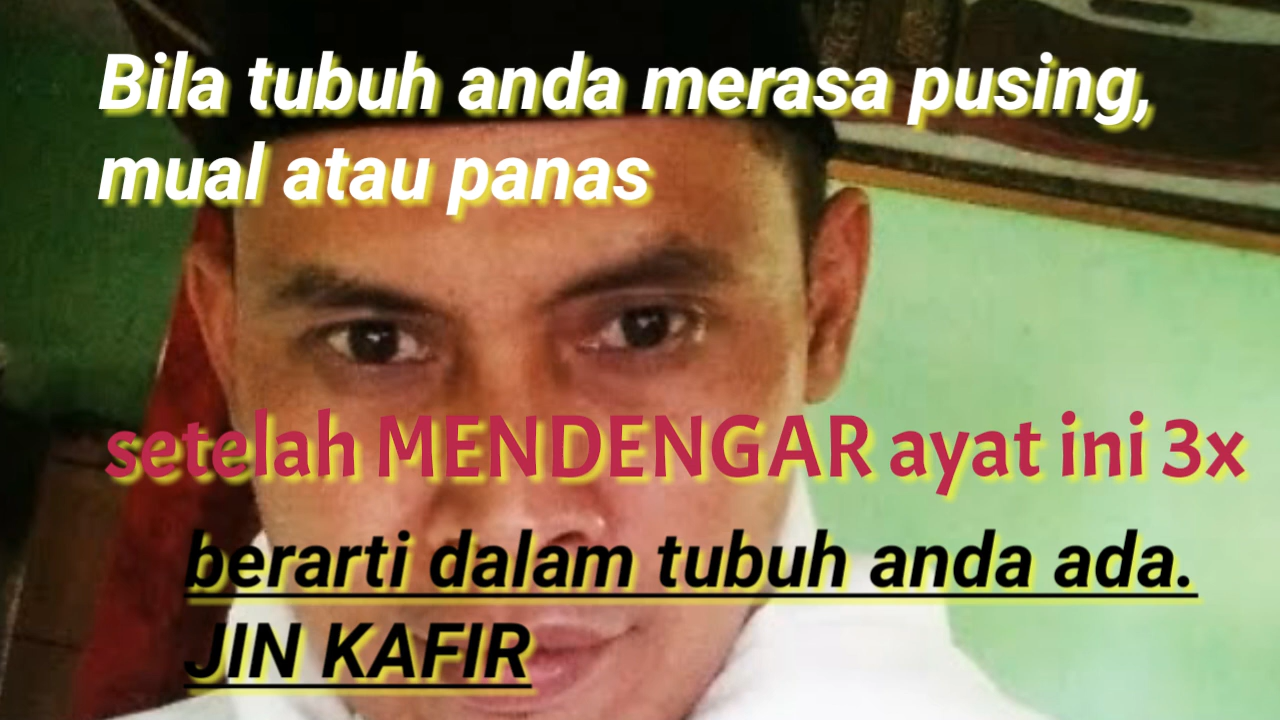 Bila tubuh anda merasa pusing,
mual atau panas
setelah MENDENGAR ayat ini 3x
berarti dalam tubuh anda ada.
JIN KAFIR